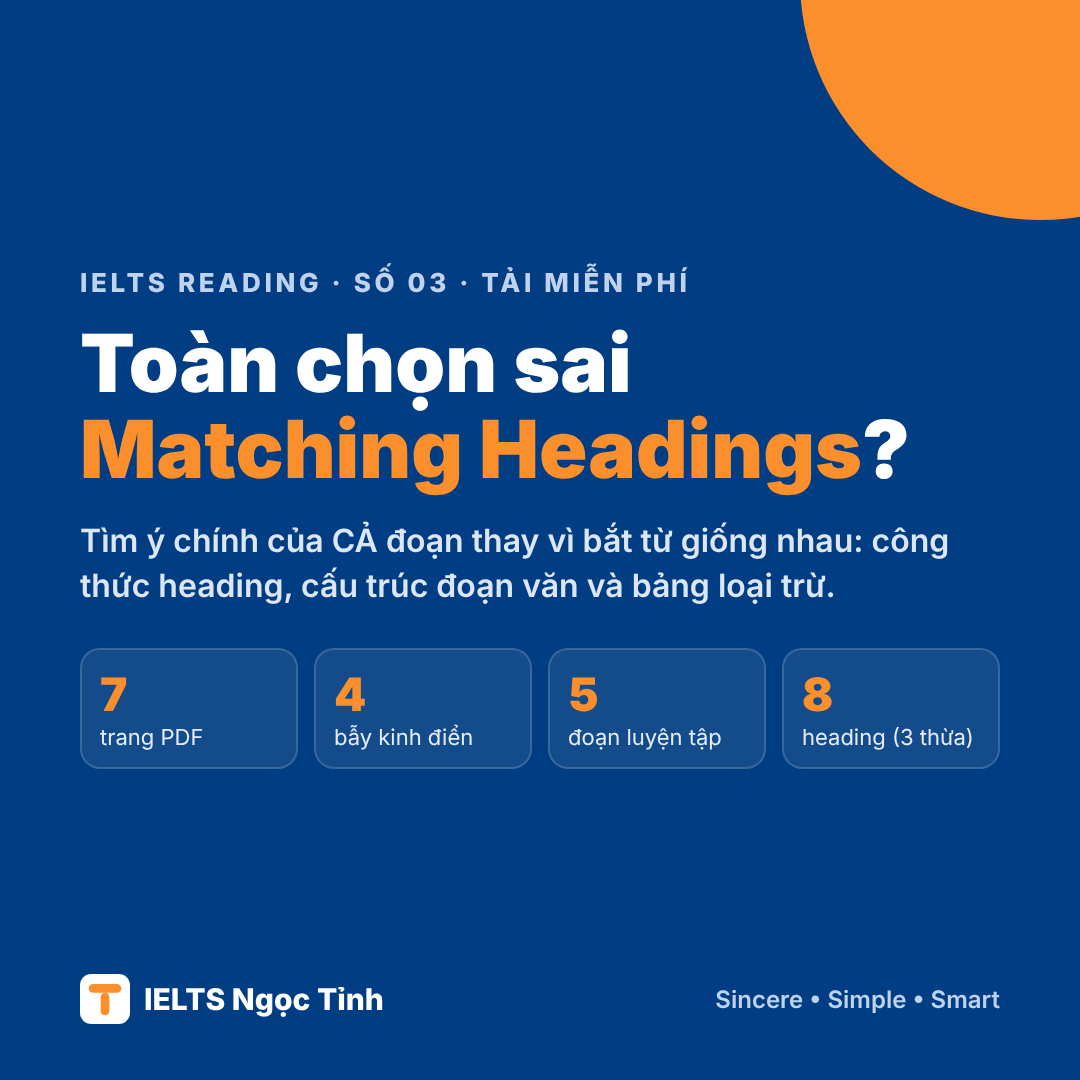 IELTS READING · SỐ 03 · TẢI MIỄN PHÍ
Toàn chọn sai
Matching Headings?
Tìm ý chính của CẢ đoạn thay vì bắt từ giống nhau: công
thức heading, cấu trúc đoạn văn và bảng loại trừ.
7
trang PDF
4
bẫy kinh điển
5
đoạn luyện tập
8
heading (3 thừa)
IELTS Ngọc Tỉnh
Sincere • Simple • Smart